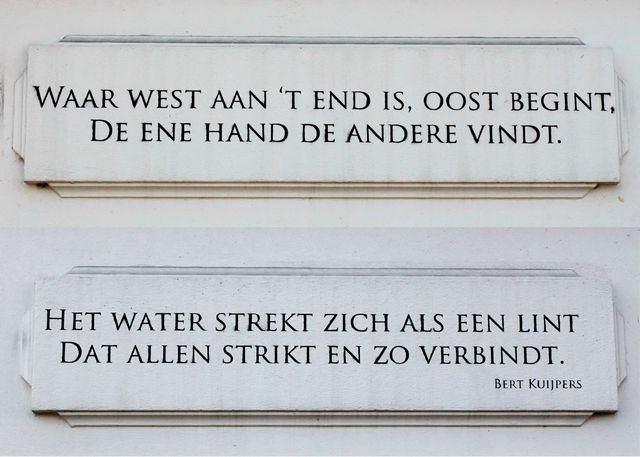 WAAR WEST AAN ‘T END IS, OOST BEGINT,
DE ENE HAND DE ANDERE VINDT.
HET WATER STREKT ZICH ALS EEN LINT
DAT ALLEN STRIKT EN ZO VERBINDT.
BERT KUIJPERS